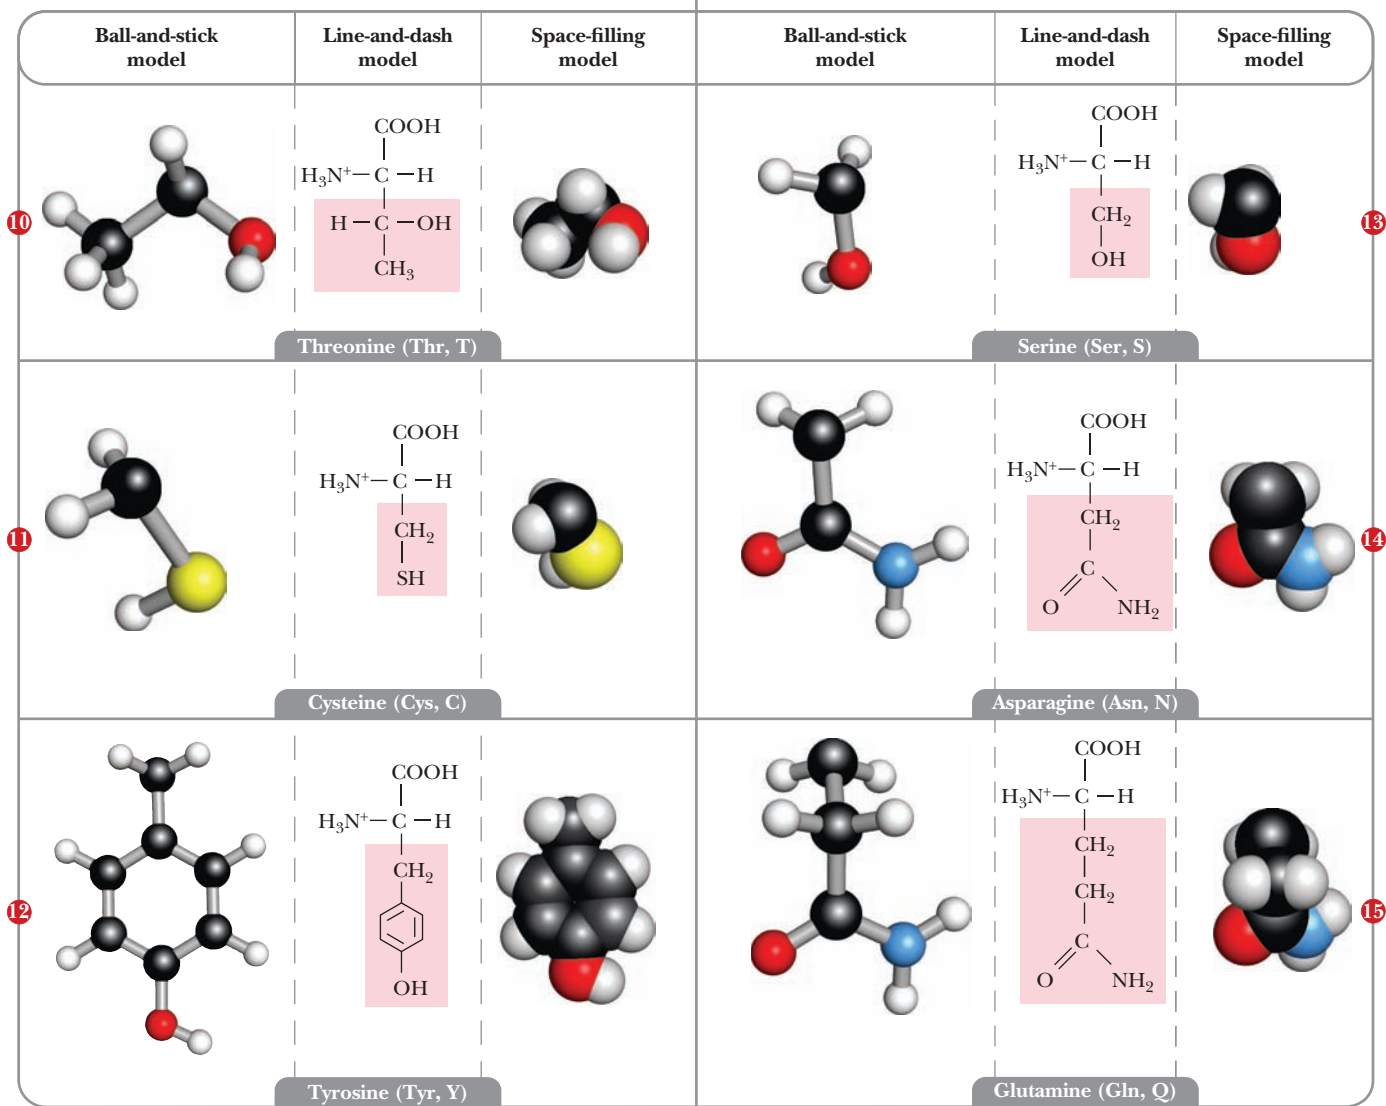 Ball-and-stick model
Line-and-dash model
Space-filling model
Ball-and-stick model
Line-and-dash model
Space-filling model
10
COOH
H₃N⁺—C—H
H—C—OH
CH₃
Threonine (Thr, T)
COOH
H₃N⁺—C—H
CH₂
OH
13
Serine (Ser, S)
11
COOH
H₃N⁺—C—H
CH₂
SH
Cysteine (Cys, C)
COOH
H₃N⁺—C—H
CH₂
C
O NH₂
14
Asparagine (Asn, N)
12
COOH
H₃N⁺—C—H
CH₂
OH
Tyrosine (Tyr, Y)
COOH
H₃N⁺—C—H
CH₂
CH₂
C
O NH₂
15
Glutamine (Gln, Q)